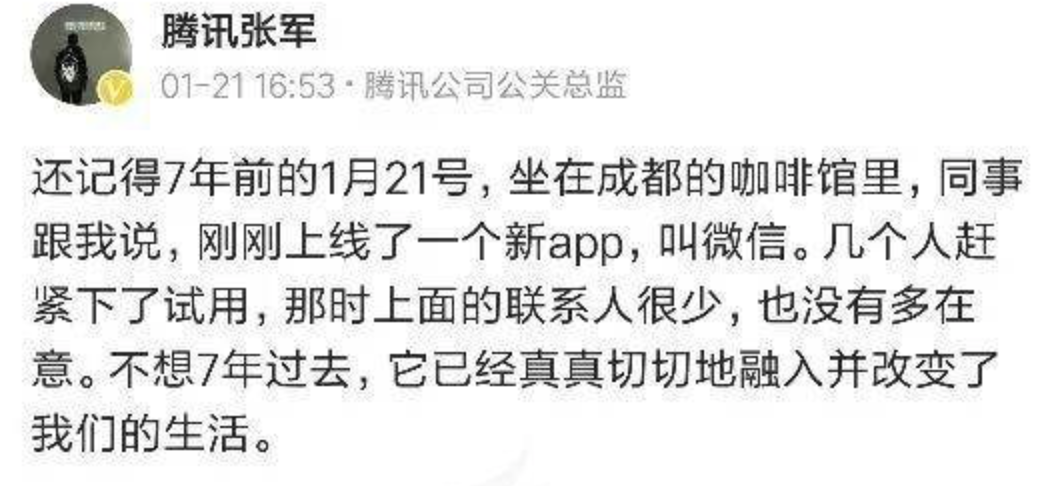 腾讯张军
01-21 16:53·腾讯公司公关总监
还记得7年前的1月21号，坐在成都的咖啡馆里，同事
跟我说，刚刚上线了一个新app，叫微信。几个人赶
紧下了试用，那时上面的联系人很少，也没有多在
意。不想7年过去，它已经真真切切地融入并改变了
我们的生活。